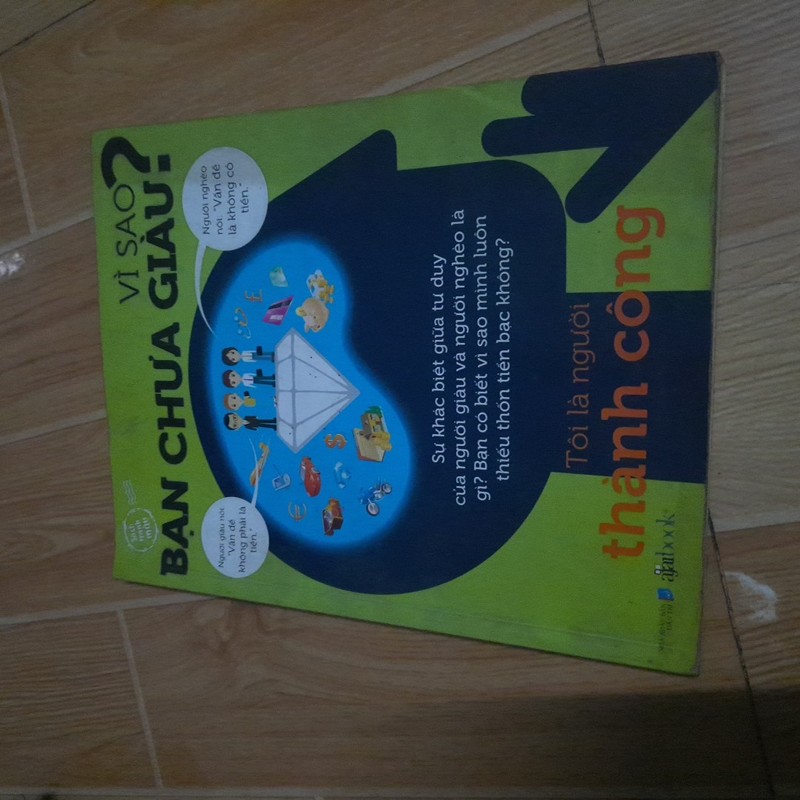 VÌ SAO
BẠN CHƯA GIÀU?
Người giàu nói:
"Vấn đề
không phải là
tiền."
Người nghèo
nói: "Vấn đề
là không có
tiền."
Sự khác biệt giữa tư duy
của người giàu và người nghèo là
gì? Bạn có biết vì sao mình luôn
thiếu thốn tiền bạc không?
Tôi là người
thành công